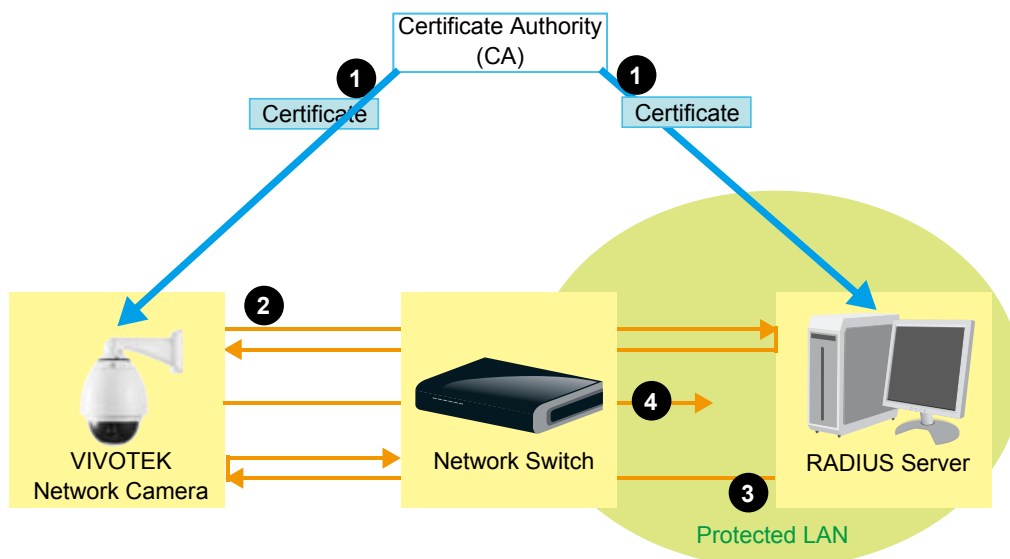 Certificate Authority
(CA)
1
1
Certificate
Certificate
2
4
3
VIVOTEK
Network Camera
Network Switch
RADIUS Server
Protected LAN